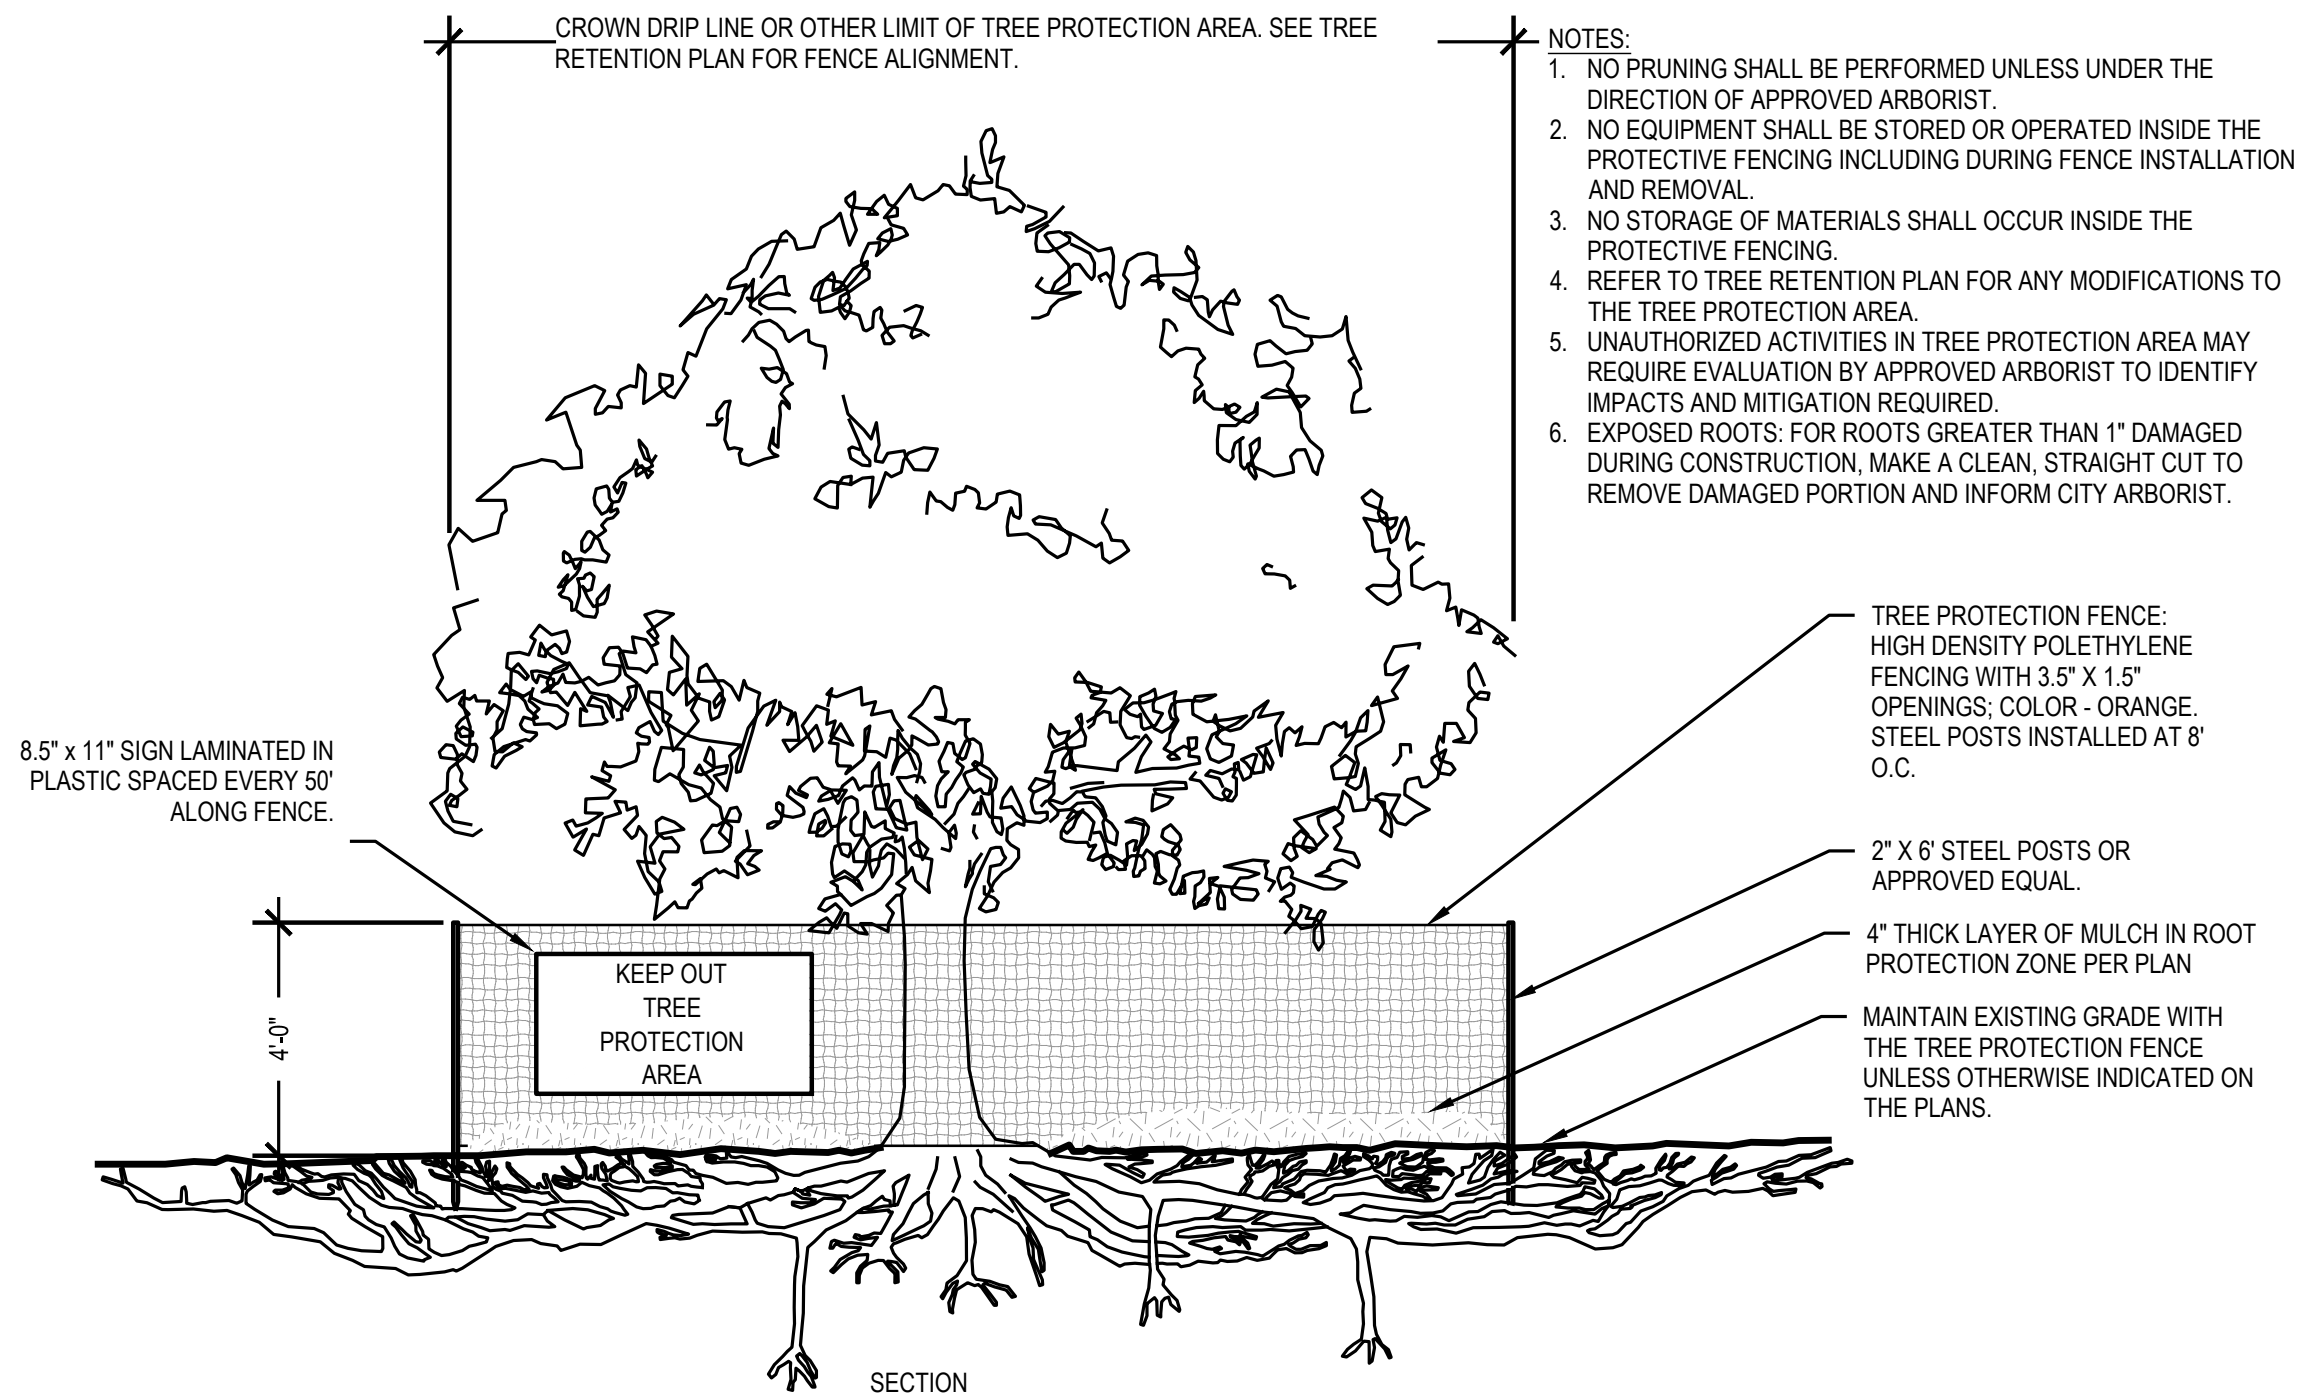 CROWN DRIP LINE OR OTHER LIMIT OF TREE PROTECTION AREA. SEE TREE
RETENTION PLAN FOR FENCE ALIGNMENT.
NOTES:
1. NO PRUNING SHALL BE PERFORMED UNLESS UNDER THE
DIRECTION OF APPROVED ARBORIST.
2. NO EQUIPMENT SHALL BE STORED OR OPERATED INSIDE THE
PROTECTIVE FENCING INCLUDING DURING FENCE INSTALLATION
AND REMOVAL.
3. NO STORAGE OF MATERIALS SHALL OCCUR INSIDE THE
PROTECTIVE FENCING.
4. REFER TO TREE RETENTION PLAN FOR ANY MODIFICATIONS TO
THE TREE PROTECTION AREA.
5. UNAUTHORIZED ACTIVITIES IN TREE PROTECTION AREA MAY
REQUIRE EVALUATION BY APPROVED ARBORIST TO IDENTIFY
IMPACTS AND MITIGATION REQUIRED.
6. EXPOSED ROOTS: FOR ROOTS GREATER THAN 1" DAMAGED
DURING CONSTRUCTION, MAKE A CLEAN, STRAIGHT CUT TO
REMOVE DAMAGED PORTION AND INFORM CITY ARBORIST.
TREE PROTECTION FENCE:
HIGH DENSITY POLETHYLENE
FENCING WITH 3.5" X 1.5"
OPENINGS; COLOR - ORANGE.
STEEL POSTS INSTALLED AT 8'
O.C.
8.5" x 11" SIGN LAMINATED IN
PLASTIC SPACED EVERY 50'
ALONG FENCE.
2" X 6' STEEL POSTS OR
APPROVED EQUAL.
4" THICK LAYER OF MULCH IN ROOT
PROTECTION ZONE PER PLAN
MAINTAIN EXISTING GRADE WITH
THE TREE PROTECTION FENCE
UNLESS OTHERWISE INDICATED ON
THE PLANS.
4'-0"
KEEP OUT
TREE
PROTECTION
AREA
SECTION